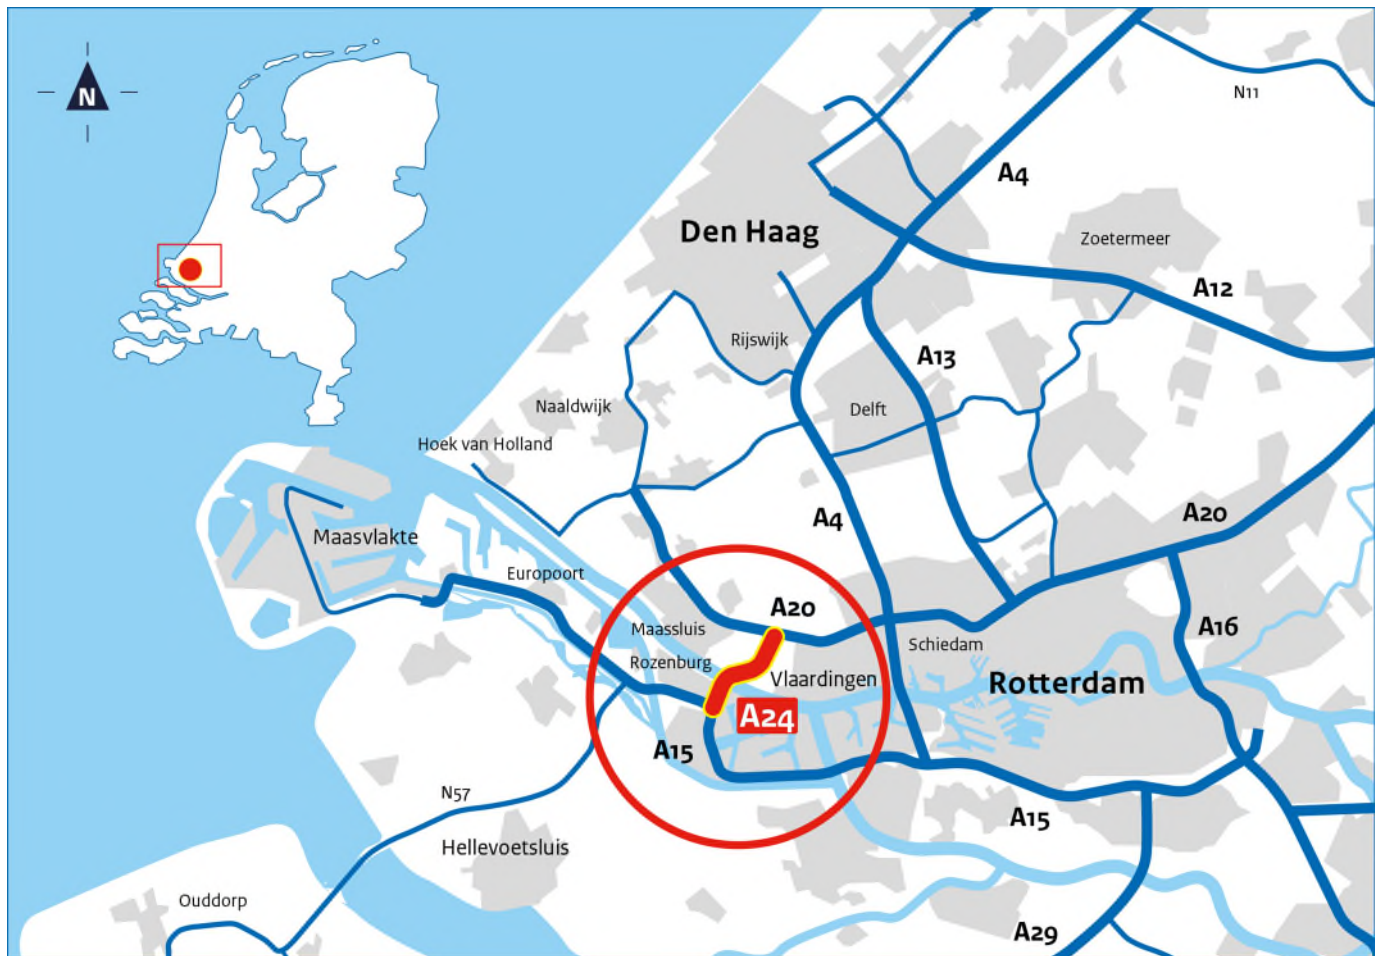 N
N11
A4
Den Haag
Zoetermeer
A12
Rijswijk
A13
Naaldwijk
Delft
Hoek van Holland
A4
A20
Maasvlakte
Europoort
A20
Maassluis
A16
Schiedam
Rozenburg
Vlaardingen
Rotterdam
A24
A15
N57
A15
Hellevoetsluis
Ouddorp
A29